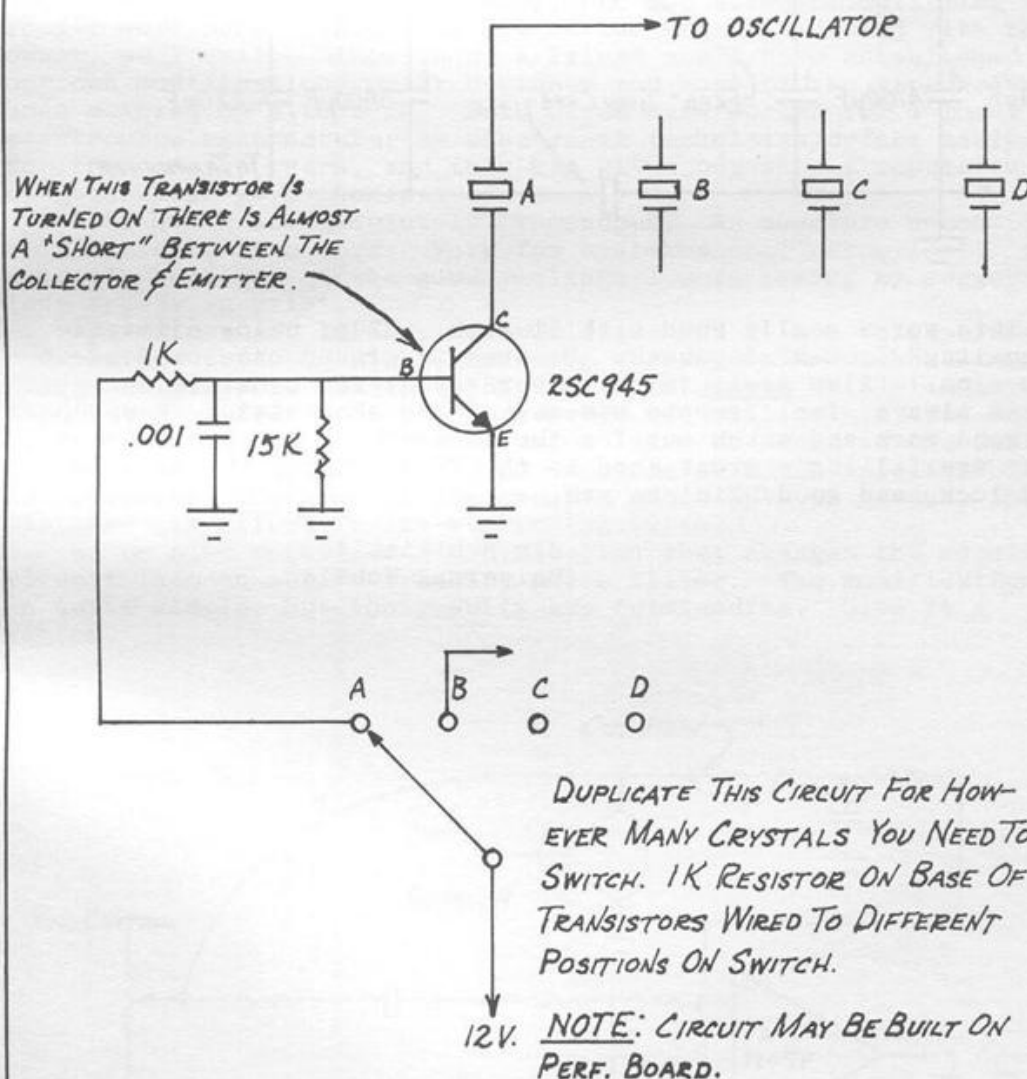 TO OSCILLATOR
A
B
C
D
WHEN THIS TRANSISTOR IS
TURNED ON THERE IS ALMOST
A "SHORT" BETWEEN THE
COLLECTOR & EMITTER.
C
1K
B
2SC945
.001
15K
E
A
B
C
D
DUPLICATE THIS CIRCUIT FOR HOW-
EVER MANY CRYSTALS YOU NEED TO
SWITCH. 1K RESISTOR ON BASE OF
TRANSISTORS WIRED TO DIFFERENT
POSITIONS ON SWITCH.
12V.
NOTE: CIRCUIT MAY BE BUILT ON
PERF. BOARD.